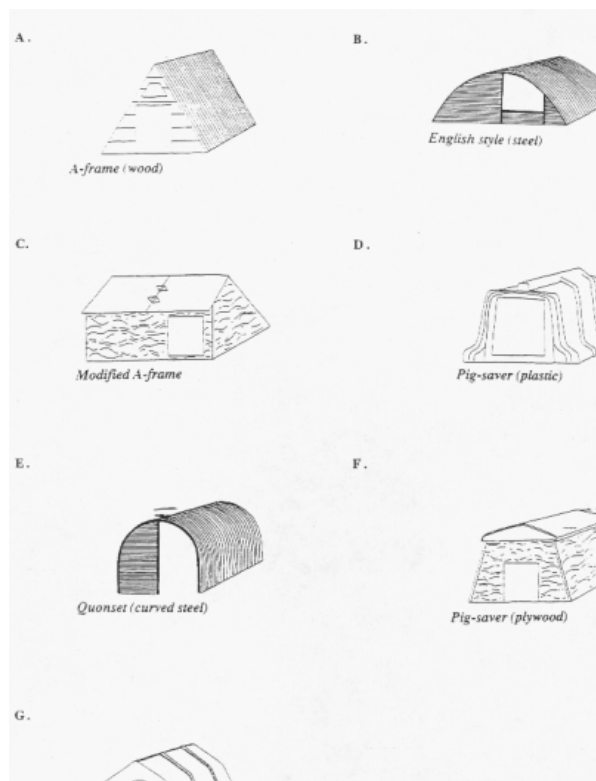 A.
B.
A-frame (wood)
English style (steel)
C.
D.
Modified A-frame
Pig-saver (plastic)
E.
F.
Quonset (curved steel)
Pig-saver (plywood)
G.